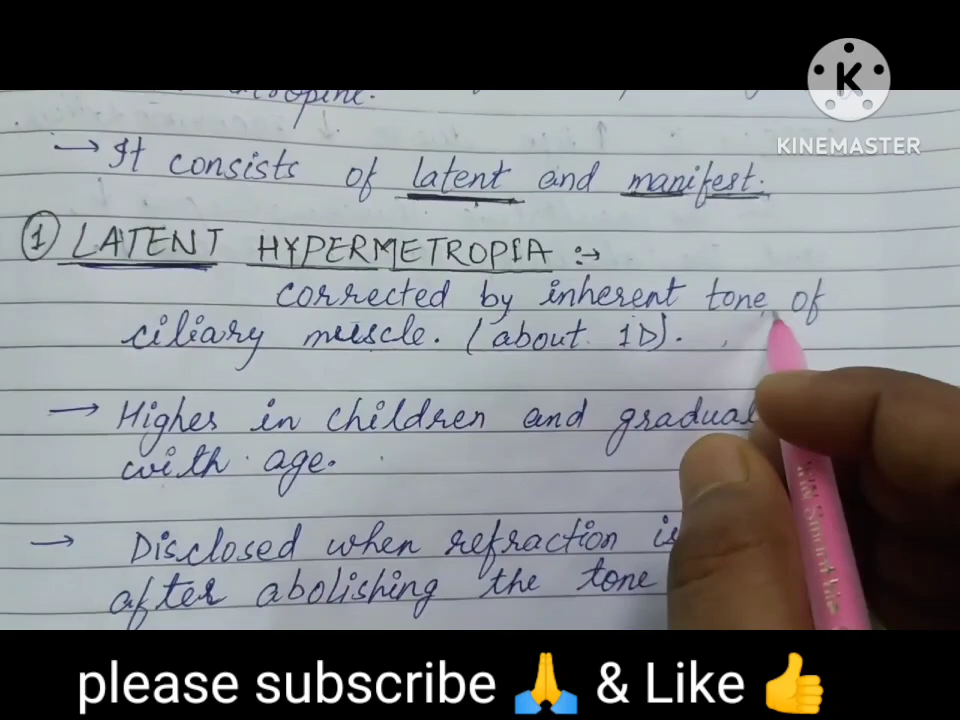 KINEMASTER
→ It consists of latent and manifest.
① LATENT HYPERMETROPIA :→
corrected by inherent tone of
ciliary muscle. (about 1D).
→ Higher in children and gradual
with age.
→ Disclosed when refraction is
after abolishing the tone
please subscribe 🙏 & Like 👍